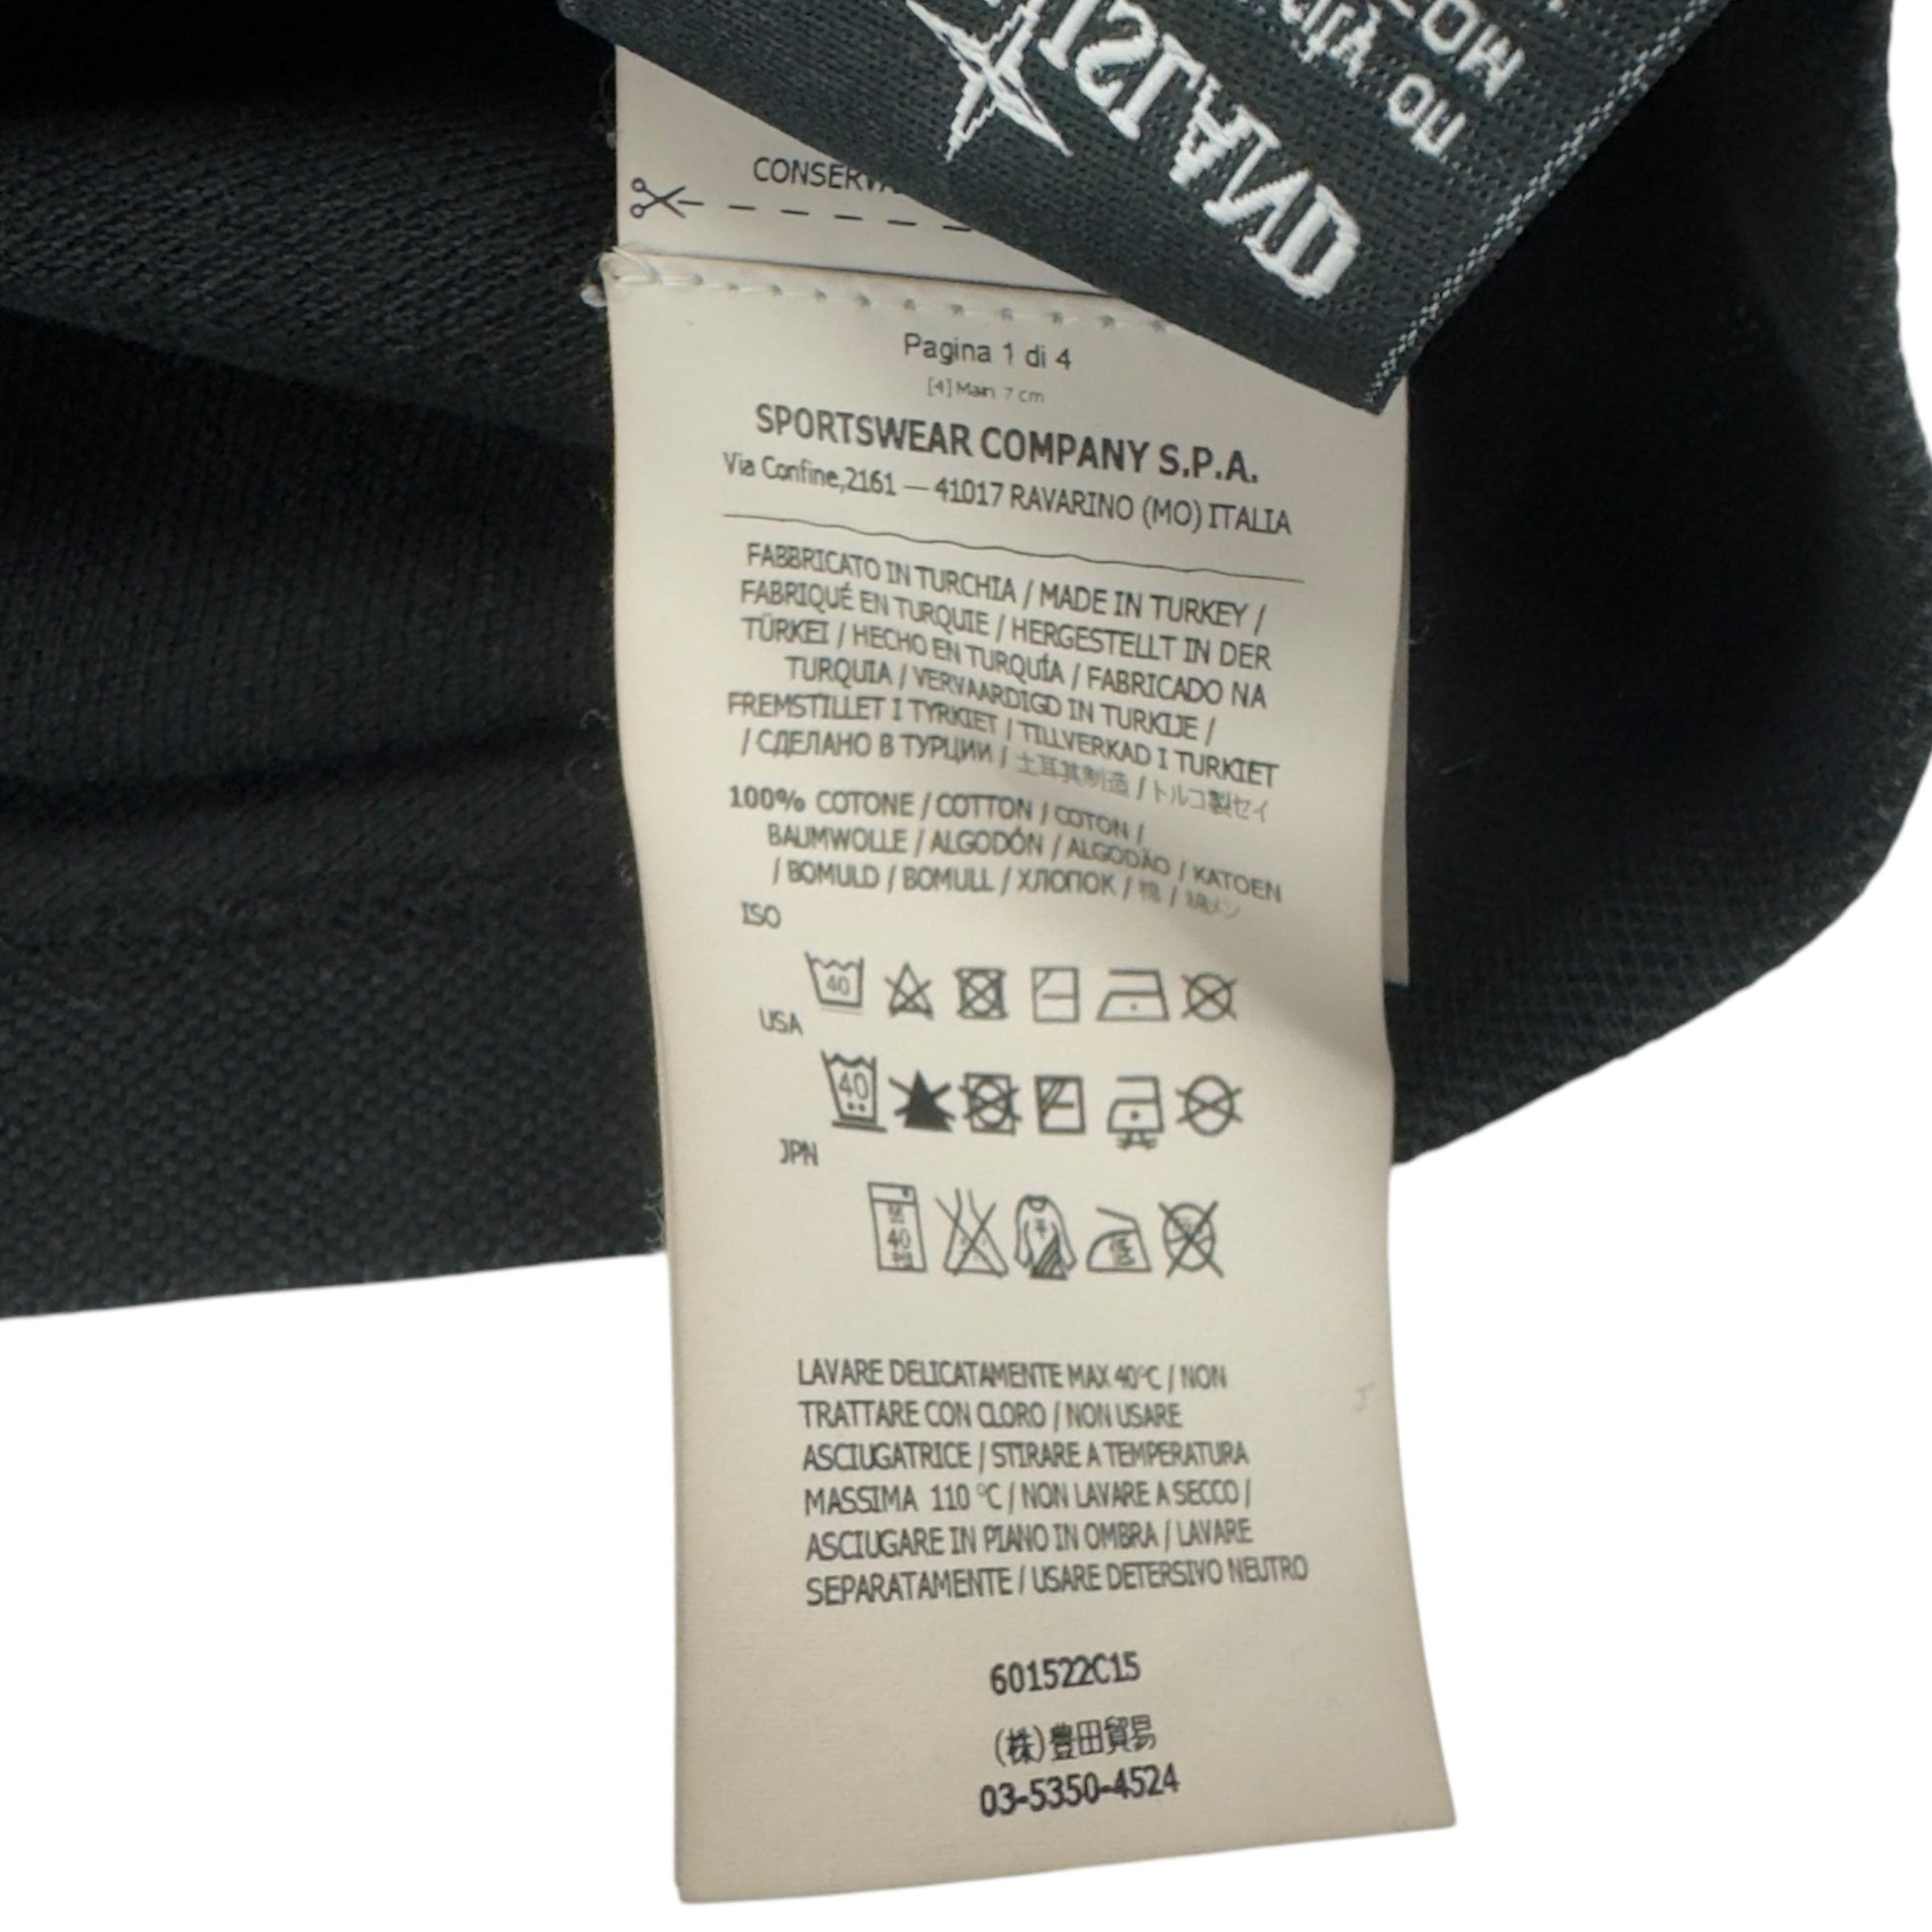 CONSERVA
Pagina 1 di 4
[4] Main 7 cm
SPORTSWEAR COMPANY S.P.A.
Via Confine,2161 — 41017 RAVARINO (MO) ITALIA
FABBRICATO IN TURCHIA / MADE IN TURKEY /
FABRIQUÉ EN TURQUIE / HERGESTELLT IN DER
TÜRKEI / HECHO EN TURQUÍA / FABRICADO NA
TURQUIA / VERVAARDIGD IN TURKIJE /
FREMSTILLET I TYRKIET / TILLVERKAD I TURKIET
/ СДЕЛАНО В ТУРЦИИ / 土耳其制造 / トルコ製セイ
100% COTONE / COTTON / COTON /
BAUMWOLLE / ALGODÓN / ALGODÃO / KATOEN
/ BOMULD / BOMULL / ХЛОПОК / 棉 / 綿メン
ISO
40
USA
40
JPN
40
低
LAVARE DELICATAMENTE MAX 40°C / NON
TRATTARE CON CLORO / NON USARE
ASCIUGATRICE / STIRARE A TEMPERATURA
MASSIMA 110 °C / NON LAVARE A SECCO /
ASCIUGARE IN PIANO IN OMBRA / LAVARE
SEPARATAMENTE / USARE DETERSIVO NEUTRO
601522C15
(株)豊田貿易
03-5350-4524